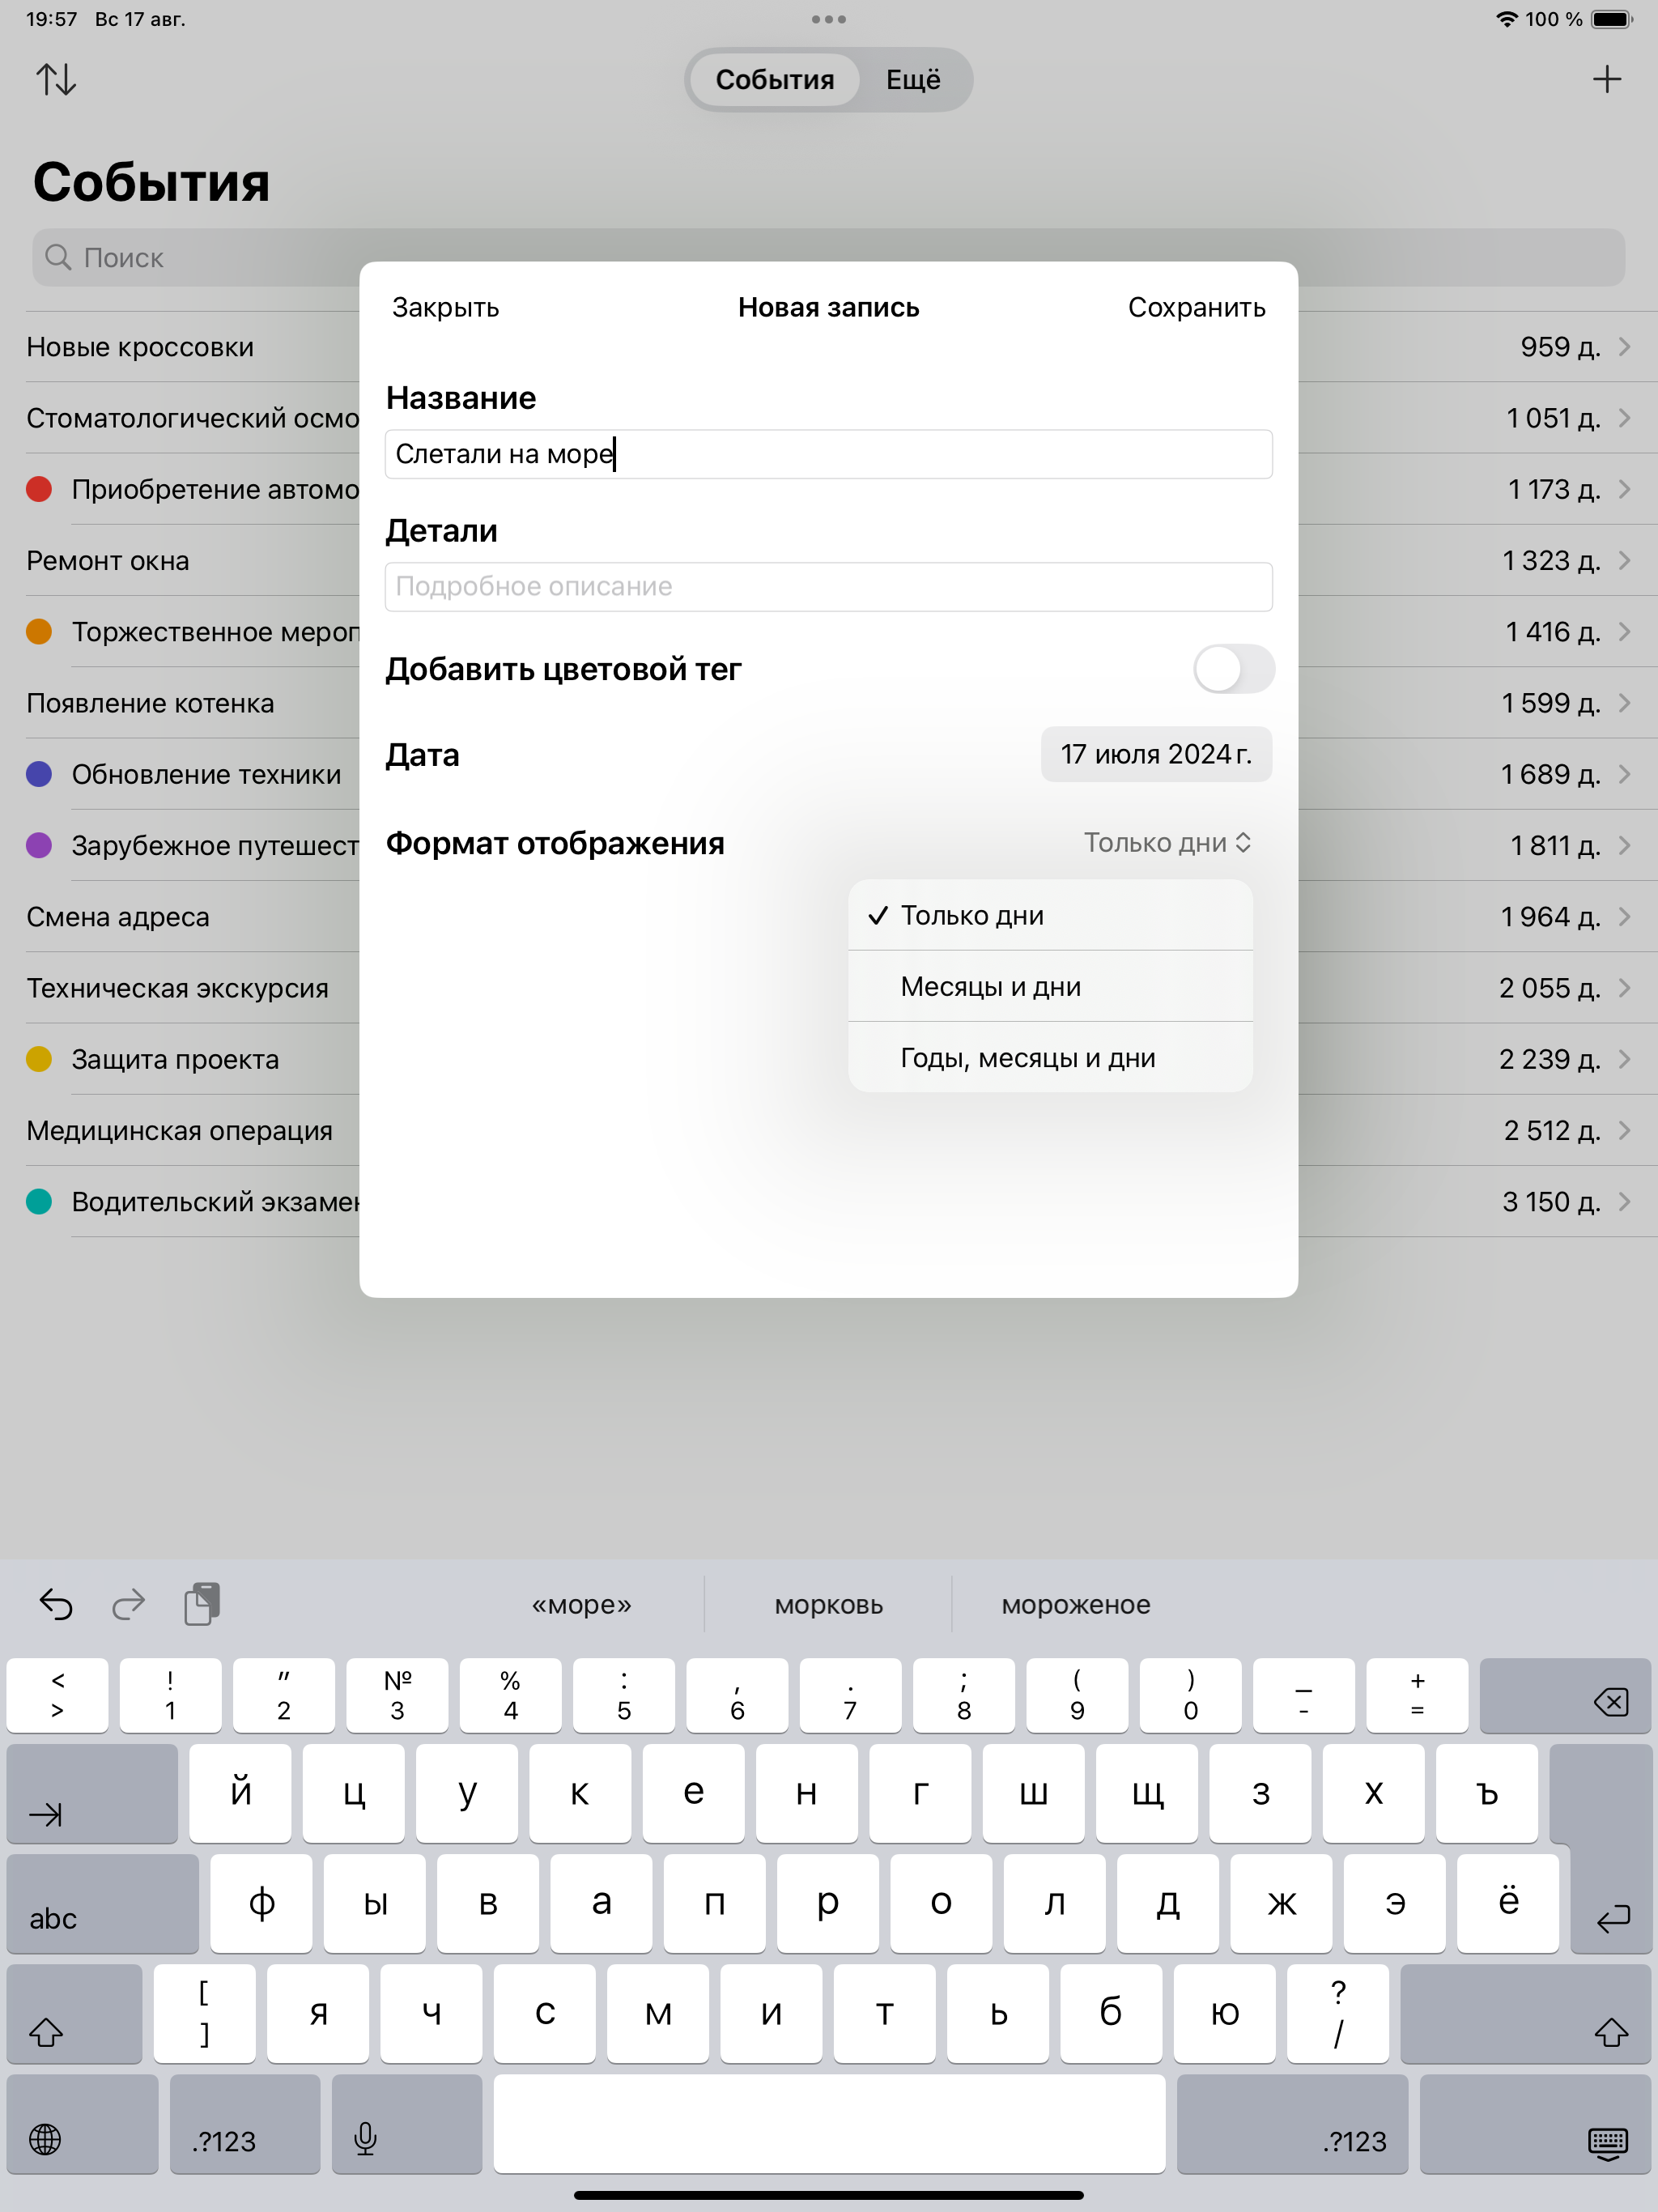 19:57 Вс 17 авг.
100 %
События Ещё
События
Поиск
Закрыть Новая запись Сохранить
Название
Слетали на море
Детали
Подробное описание
Добавить цветовой тег
Дата 17 июля 2024 г.
Формат отображения Только дни
Только дни
Месяцы и дни
Годы, месяцы и дни
Новые кроссовки 959 д.
Стоматологический осмо 1 051 д.
Приобретение автомо 1 173 д.
Ремонт окна 1 323 д.
Торжественное мероп 1 416 д.
Появление котенка 1 599 д.
Обновление техники 1 689 д.
Зарубежное путешест 1 811 д.
Смена адреса 1 964 д.
Техническая экскурсия 2 055 д.
Защита проекта 2 239 д.
Медицинская операция 2 512 д.
Водительский экзамен 3 150 д.
«море» морковь мороженое
< ! " № % : , . ; ( ) _ +
> 1 2 3 4 5 6 7 8 9 0 - =
й ц у к е н г ш щ з х ъ
abc ф ы в а п р о л д ж э ё
[ ] я ч с м и т ь б ю ? /
.?123 .?123